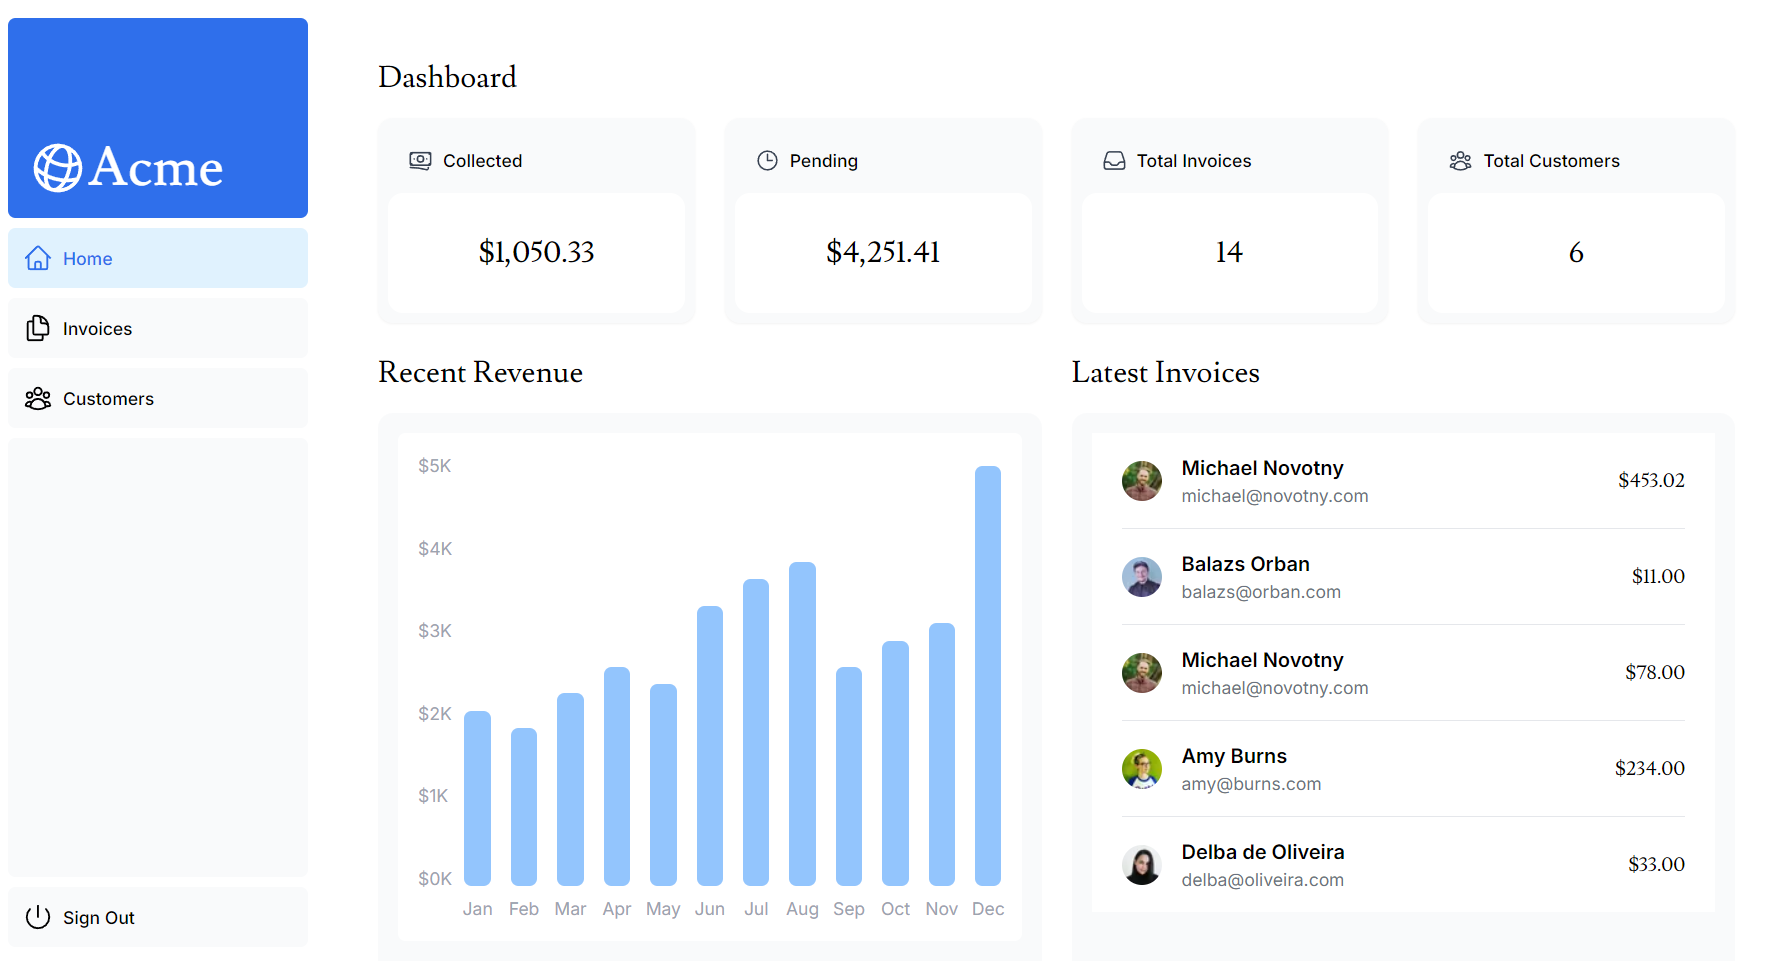 Acme
Home
Invoices
Customers
Sign Out
Dashboard
Collected
$1,050.33
Pending
$4,251.41
Total Invoices
14
Total Customers
6
Recent Revenue
$5K
$4K
$3K
$2K
$1K
$0K
Jan Feb Mar Apr May Jun Jul Aug Sep Oct Nov Dec
Latest Invoices
Michael Novotny
michael@novotny.com
$453.02
Balazs Orban
balazs@orban.com
$11.00
Michael Novotny
michael@novotny.com
$78.00
Amy Burns
amy@burns.com
$234.00
Delba de Oliveira
delba@oliveira.com
$33.00